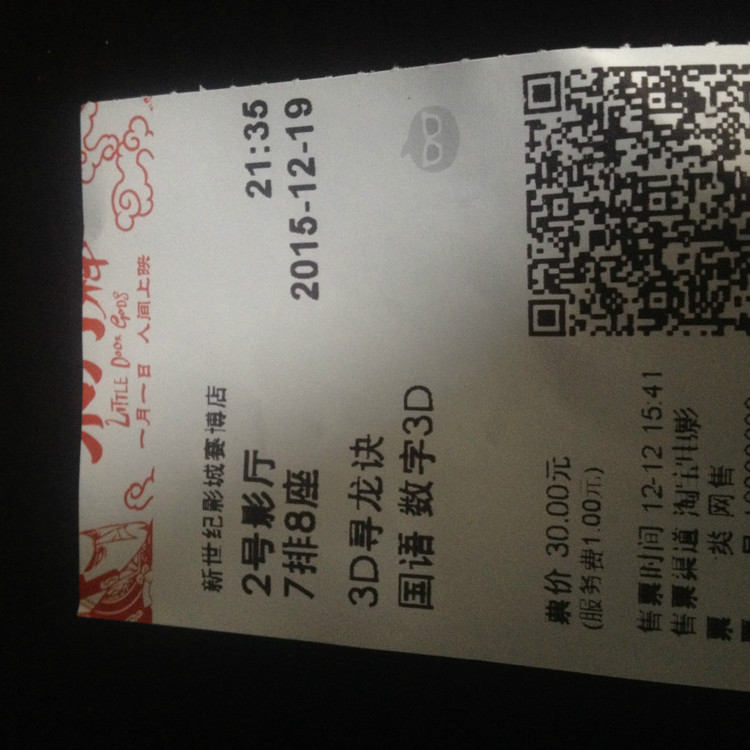 LITTLE DOOR GODS
一月一日 人间上映
新世纪影城赛博店
2号影厅 21:35
7排8座 2015-12-19
3D寻龙诀
国语 数字3D
票价 30.00元
(服务费1.00元)
售票时间 12-12 15:41
售票渠道 淘宝电影
票 类 网售